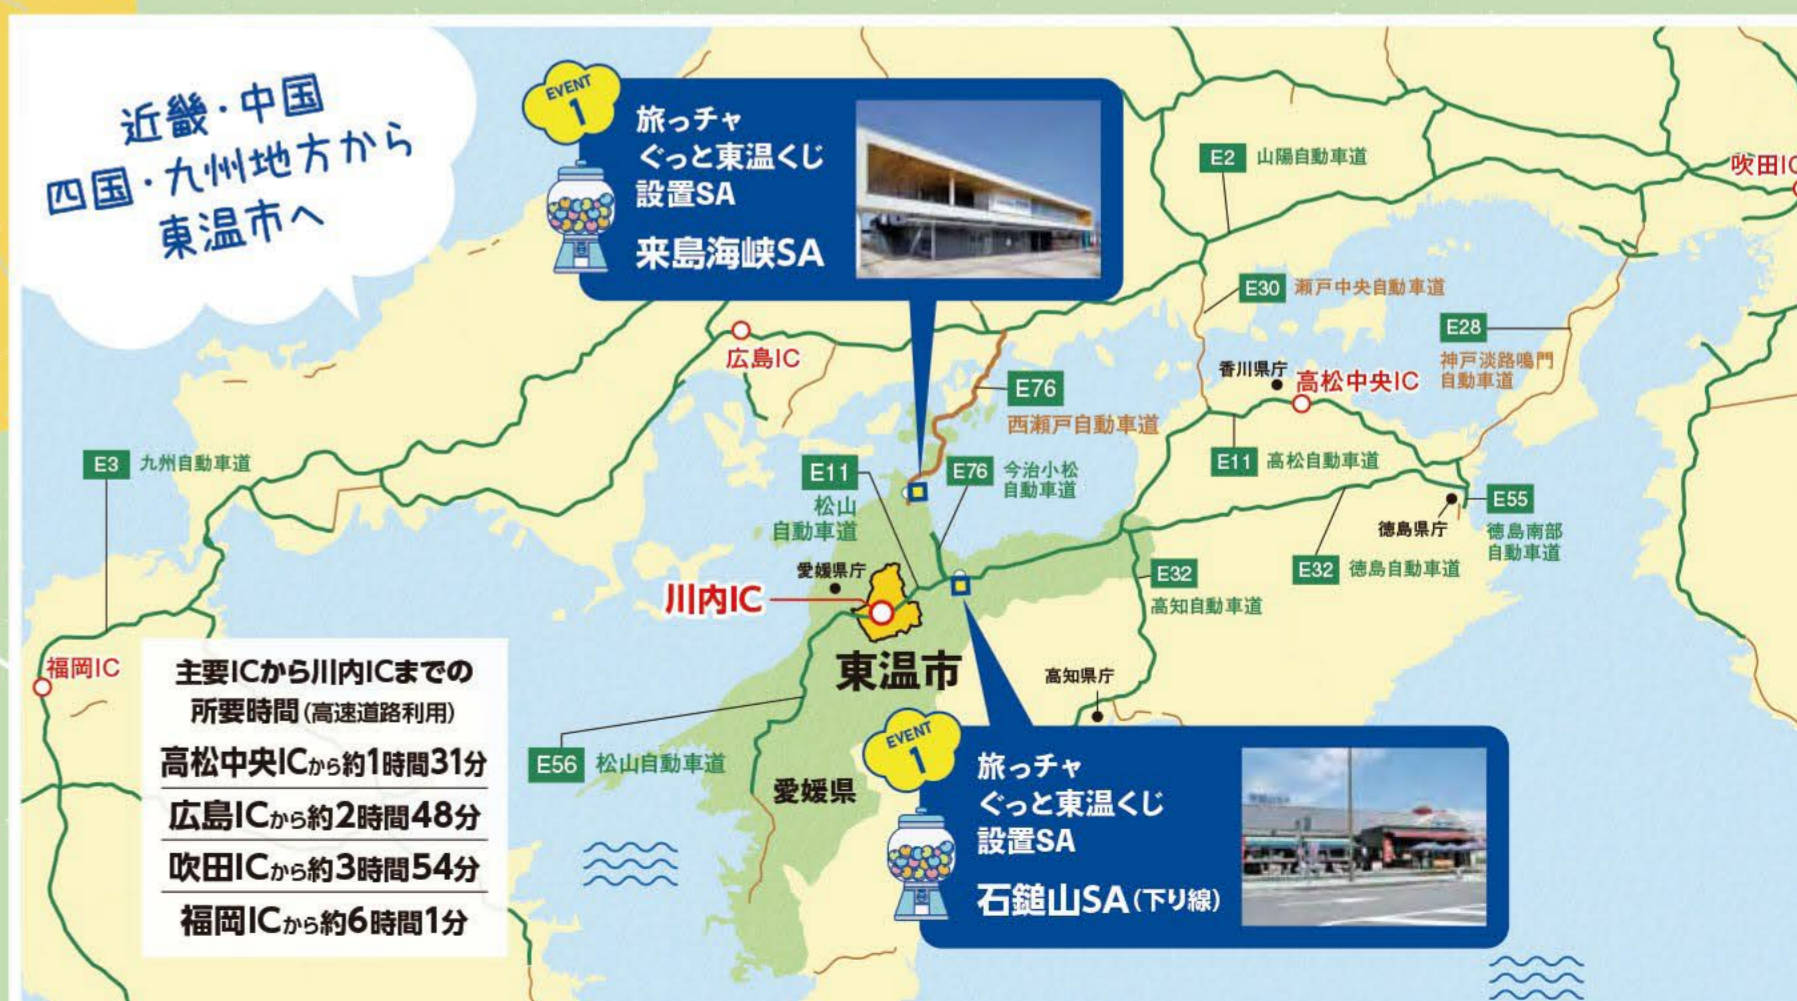 近畿・中国
四国・九州地方から
東温市へ
EVENT
1
旅っチャ
ぐっと東温くじ
設置SA
来島海峡SA
E2 山陽自動車道
吹田IC
E30 瀬戸中央自動車道
E28
神戸淡路鳴門
自動車道
広島IC
香川県庁
高松中央IC
E76
西瀬戸自動車道
E3 九州自動車道
E11
松山
自動車道
E76 今治小松
自動車道
E11 高松自動車道
E55
徳島南部
自動車道
徳島県庁
E32 徳島自動車道
愛媛県庁
川内IC
E32
高知自動車道
東温市
福岡IC
高知県庁
主要ICから川内ICまでの
所要時間(高速道路利用)
高松中央ICから約1時間31分
広島ICから約2時間48分
吹田ICから約3時間54分
福岡ICから約6時間1分
E56 松山自動車道
愛媛県
EVENT
1
旅っチャ
ぐっと東温くじ
設置SA
石鎚山SA(下り線)